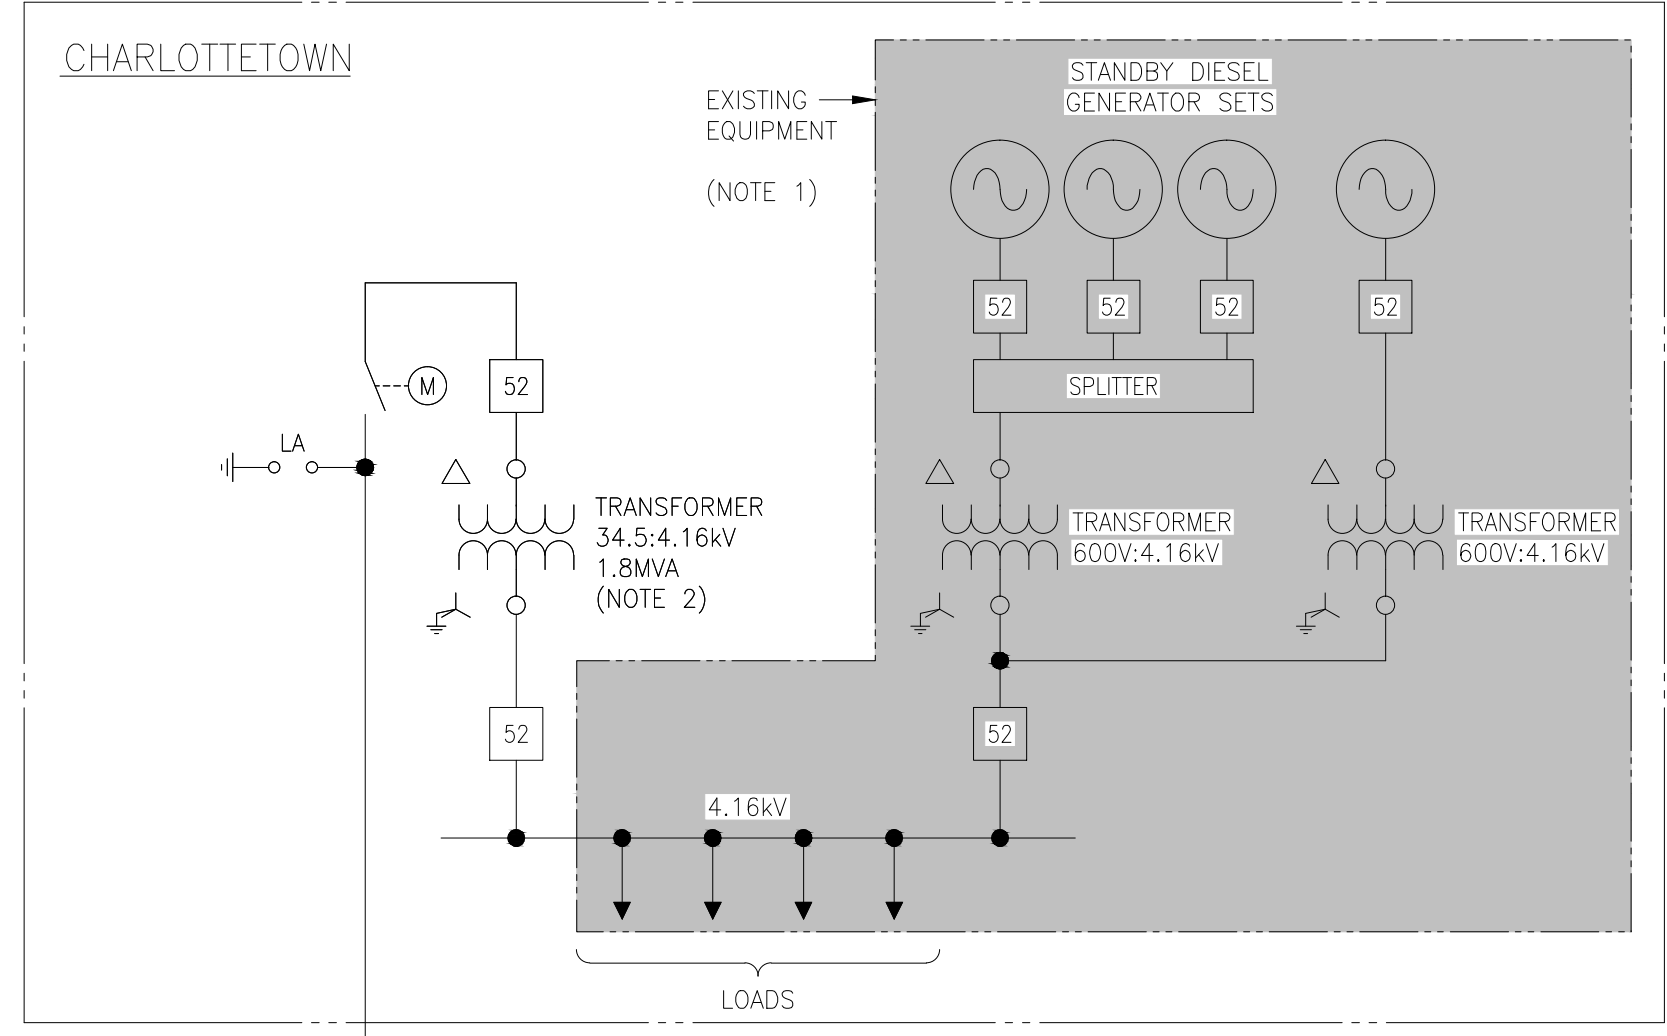 CHARLOTTETOWN
EXISTING
EQUIPMENT
(NOTE 1)
STANDBY DIESEL
GENERATOR SETS
52
52
52
52
SPLITTER
M
52
LA
TRANSFORMER
34.5:4.16kV
1.8MVA
(NOTE 2)
TRANSFORMER
600V:4.16kV
TRANSFORMER
600V:4.16kV
52
52
4.16kV
LOADS